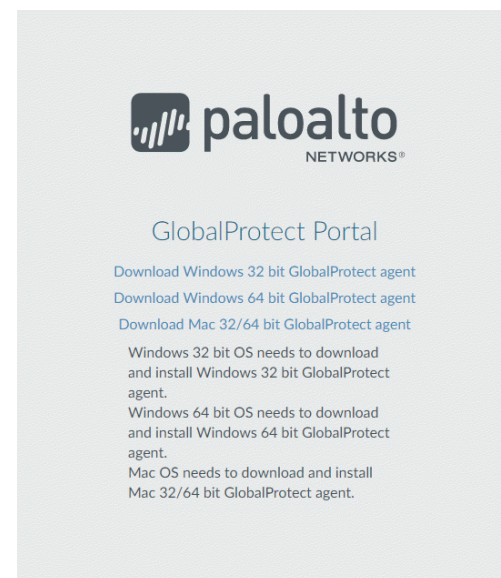 paloalto
NETWORKS®
GlobalProtect Portal
Download Windows 32 bit GlobalProtect agent
Download Windows 64 bit GlobalProtect agent
Download Mac 32/64 bit GlobalProtect agent
Windows 32 bit OS needs to download
and install Windows 32 bit GlobalProtect
agent.
Windows 64 bit OS needs to download
and install Windows 64 bit GlobalProtect
agent.
Mac OS needs to download and install
Mac 32/64 bit GlobalProtect agent.